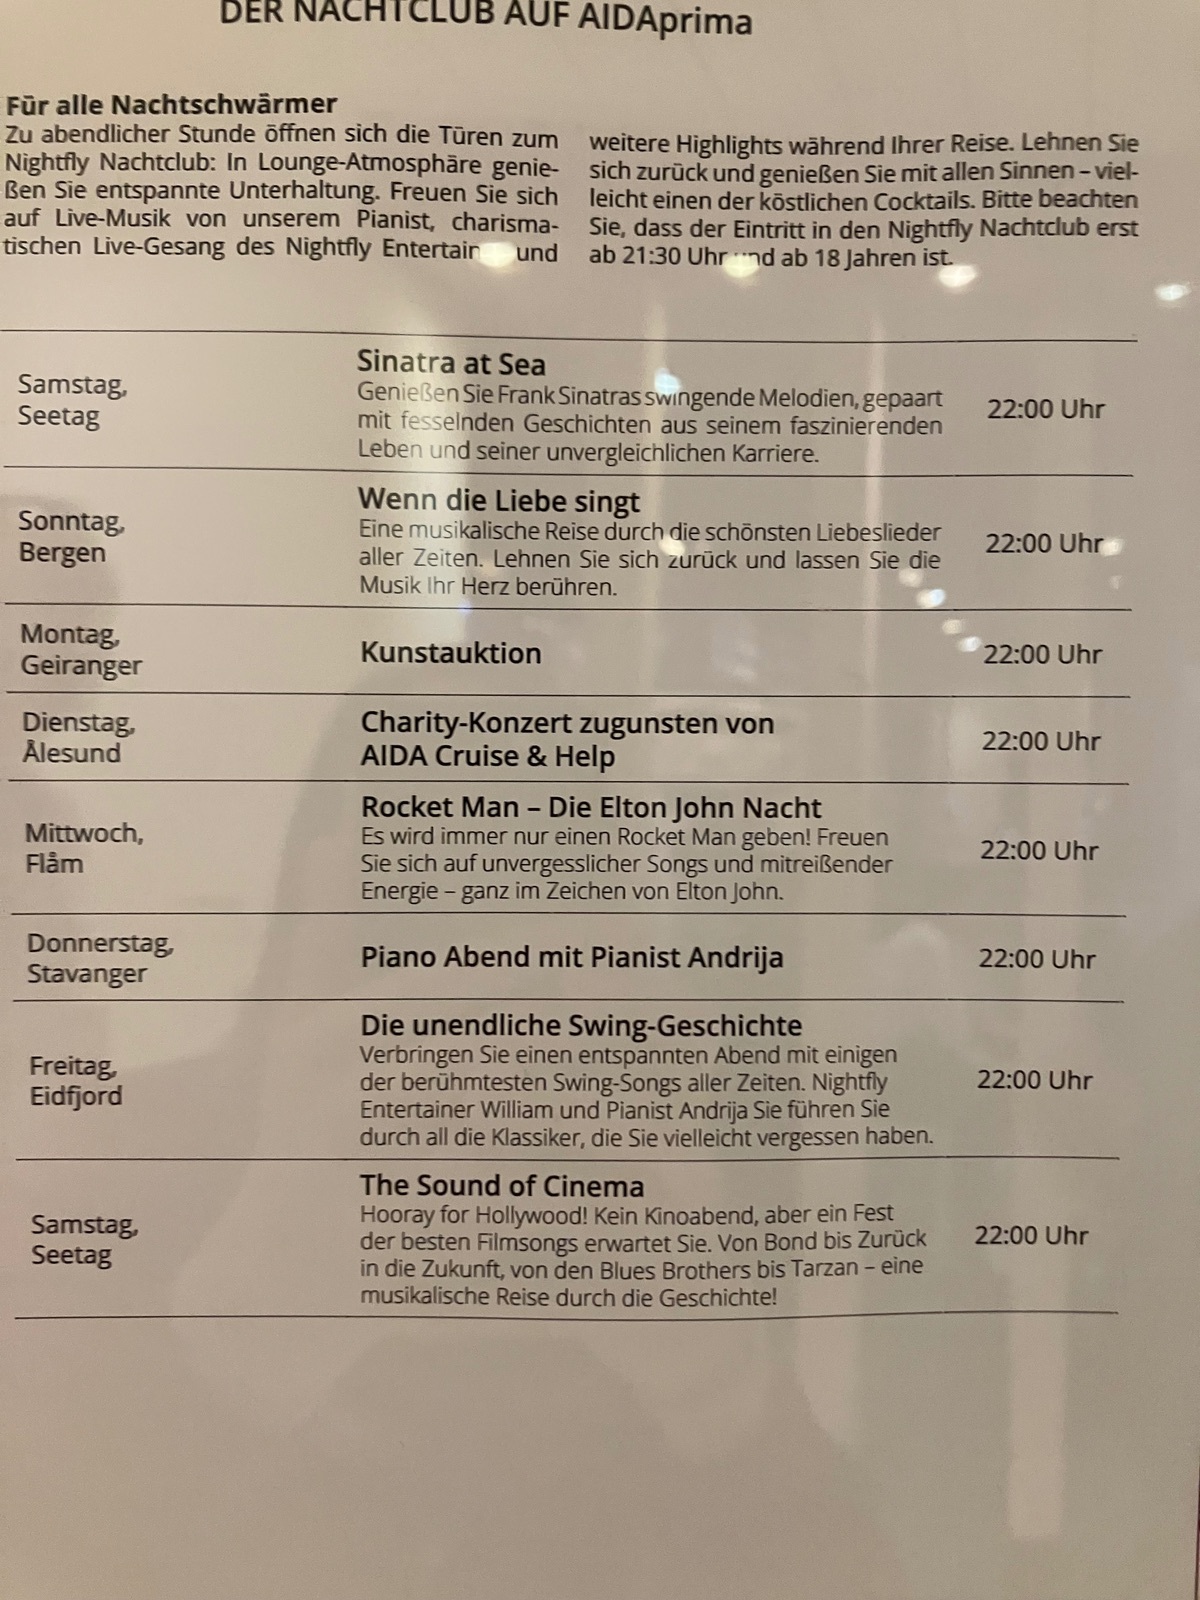 DER NACHTCLUB AUF AIDAprima
Für alle Nachtschwärmer
Zu abendlicher Stunde öffnen sich die Türen zum
Nightfly Nachtclub: In Lounge-Atmosphäre genie-
ßen Sie entspannte Unterhaltung. Freuen Sie sich
auf Live-Musik von unserem Pianist, charisma-
tischen Live-Gesang des Nightfly und
weitere Highlights während Ihrer Reise. Lehnen Sie
sich zurück und genießen Sie mit allen Sinnen – viel-
leicht einen der köstlichen Cocktails. Bitte beachten
Sie, dass der Eintritt in den Nightfly Nachtclub erst
ab 21:30 Uhr und ab 18 Jahren ist.
Samstag,
Seetag
Sinatra at Sea
Genießen Sie Frank Sinatras swingende Melodien, gepaart
mit fesselnden Geschichten aus seinem faszinierenden
Leben und seiner unvergleichlichen Karriere.
22:00 Uhr
Sonntag,
Bergen
Wenn die Liebe singt
Eine musikalische Reise durch die schönsten Liebeslieder
aller Zeiten. Lehnen Sie sich zurück und lassen Sie die
Musik Ihr Herz berühren.
22:00 Uhr
Montag,
Geiranger
Kunstauktion
22:00 Uhr
Dienstag,
Ålesund
Charity-Konzert zugunsten von
AIDA Cruise & Help
22:00 Uhr
Mittwoch,
Flåm
Rocket Man – Die Elton John Nacht
Es wird immer nur einen Rocket Man geben! Freuen
Sie sich auf unvergesslicher Songs und mitreißender
Energie – ganz im Zeichen von Elton John.
22:00 Uhr
Donnerstag,
Stavanger
Piano Abend mit Pianist Andrija
22:00 Uhr
Freitag,
Eidfjord
Die unendliche Swing-Geschichte
Verbringen Sie einen entspannten Abend mit einigen
der berühmtesten Swing-Songs aller Zeiten. Nightfly
Entertainer William und Pianist Andrija Sie führen Sie
durch all die Klassiker, die Sie vielleicht vergessen haben.
22:00 Uhr
Samstag,
Seetag
The Sound of Cinema
Hooray for Hollywood! Kein Kinoabend, aber ein Fest
der besten Filmsongs erwartet Sie. Von Bond bis Zurück
in die Zukunft, von den Blues Brothers bis Tarzan – eine
musikalische Reise durch die Geschichte!
22:00 Uhr